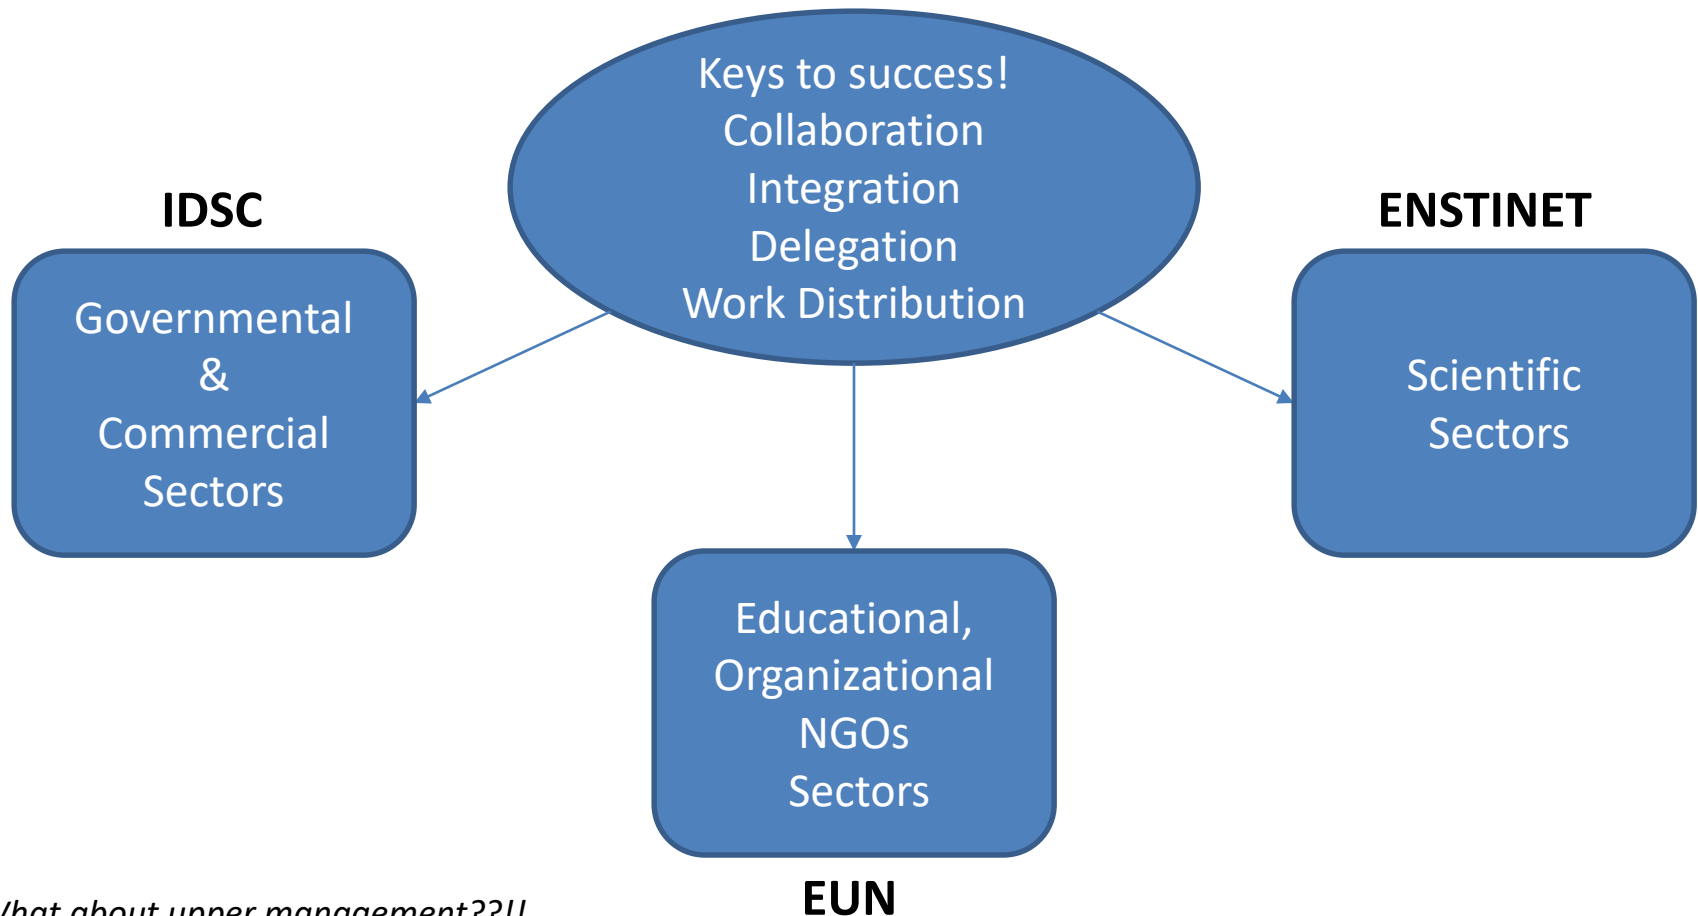 Keys to success!
Collaboration
Integration
Delegation
Work Distribution
IDSC
Governmental
&
Commercial
Sectors
ENSTINET
Scientific
Sectors
Educational,
Organizational
NGOs
Sectors
EUN
What about upper management??!!